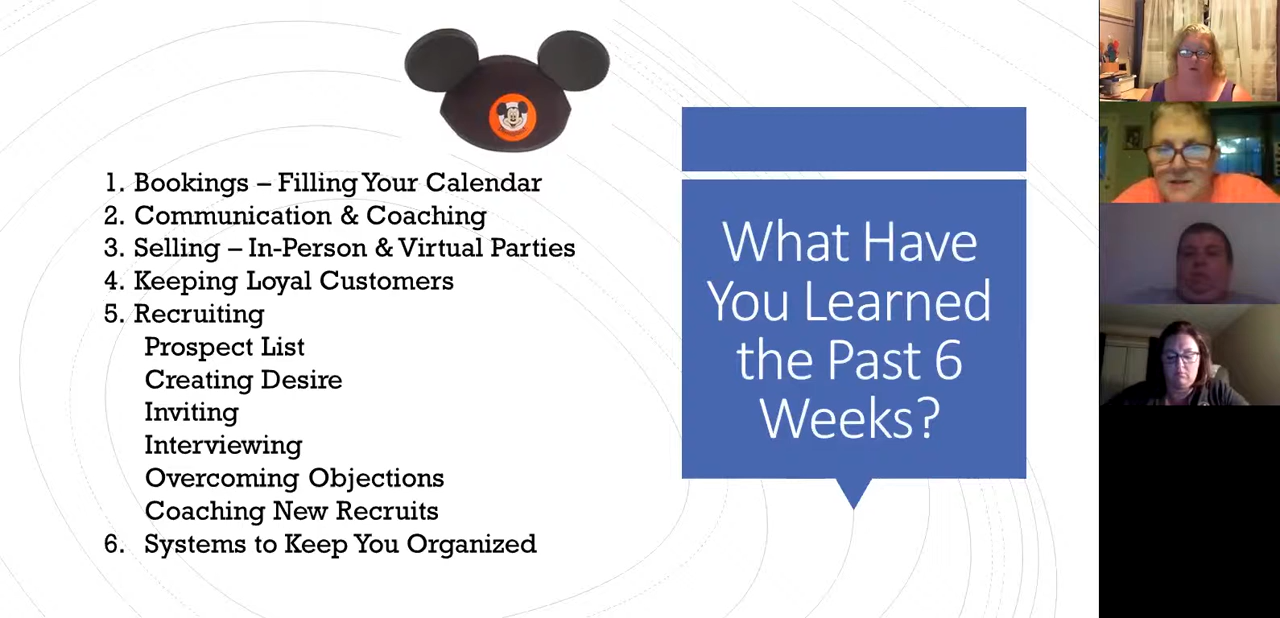 1. Bookings – Filling Your Calendar
2. Communication & Coaching
3. Selling – In-Person & Virtual Parties
4. Keeping Loyal Customers
5. Recruiting
Prospect List
Creating Desire
Inviting
Interviewing
Overcoming Objections
Coaching New Recruits
6. Systems to Keep You Organized
What Have
You Learned
the Past 6
Weeks?